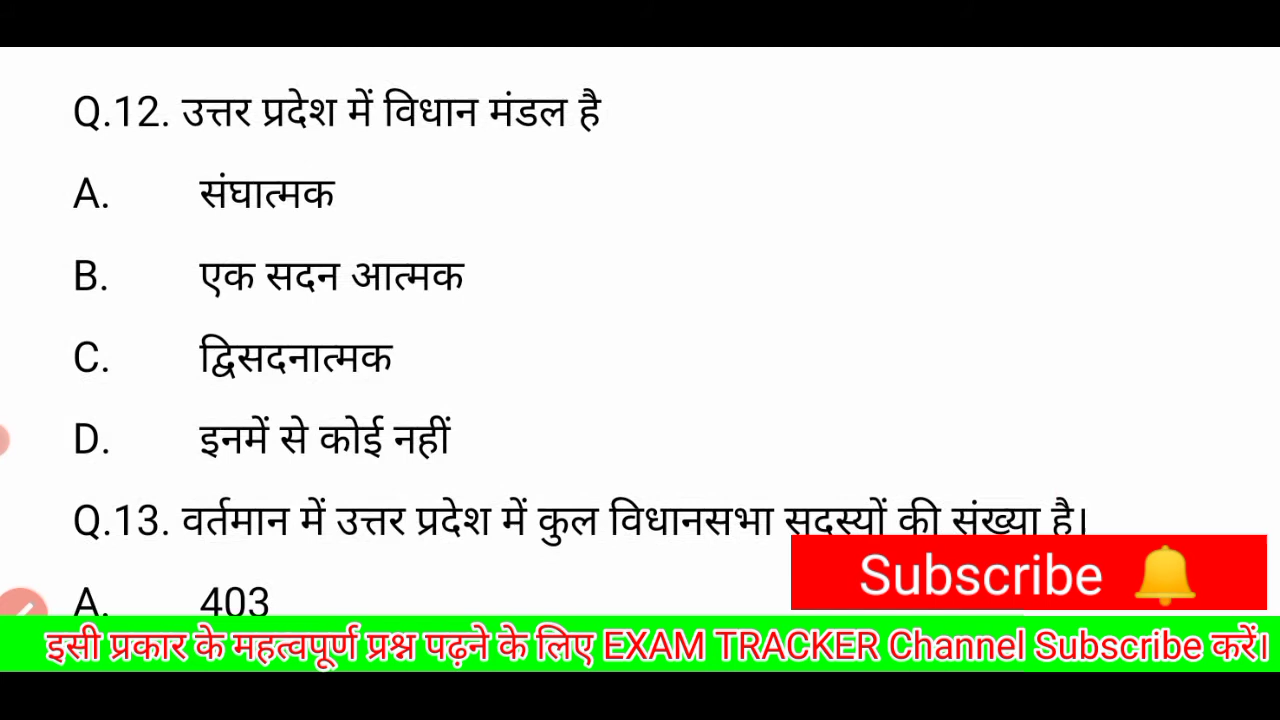 Q.12. उत्तर प्रदेश में विधान मंडल है
A. संघात्मक
B. एक सदन आत्मक
C. द्विसदनात्मक
D. इनमें से कोई नहीं
Q.13. वर्तमान में उत्तर प्रदेश में कुल विधानसभा सदस्यों की संख्या है।
A. 403
Subscribe
इसी प्रकार के महत्वपूर्ण प्रश्न पढ़ने के लिए EXAM TRACKER Channel Subscribe करें।